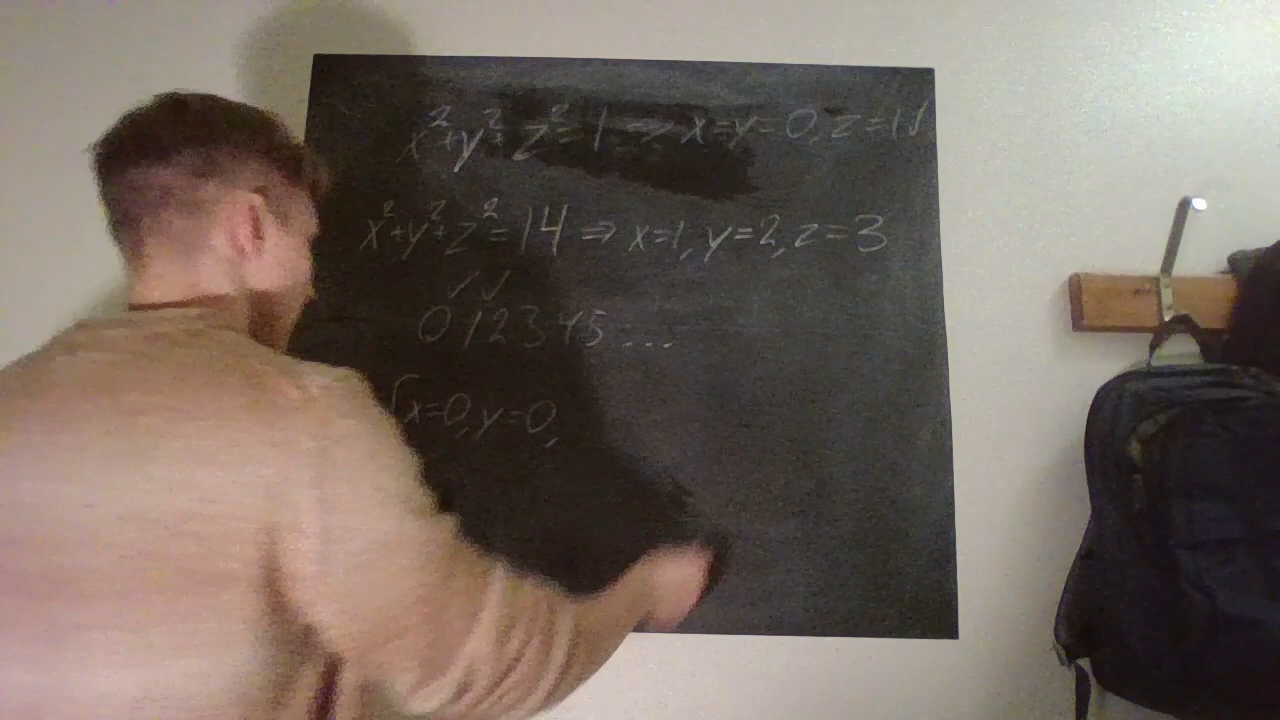 x²+y²+z²=1 ⇒ x=y=0, z=1√
x²+y²+z²=14 ⇒ x=1, y=2, z=3
✓✓
0 1 2 3 4 5 ...
x=0, y=0,